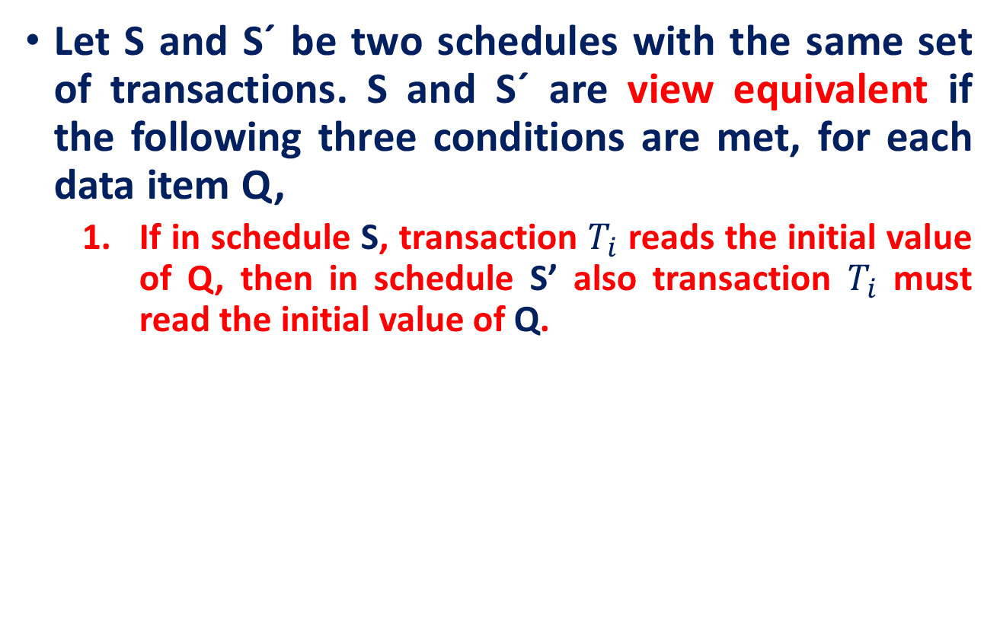 • Let S and S´ be two schedules with the same set
of transactions. S and S´ are view equivalent if
the following three conditions are met, for each
data item Q,
1. If in schedule S, transaction 𝑇𝑖 reads the initial value
of Q, then in schedule S’ also transaction 𝑇𝑖 must
read the initial value of Q.